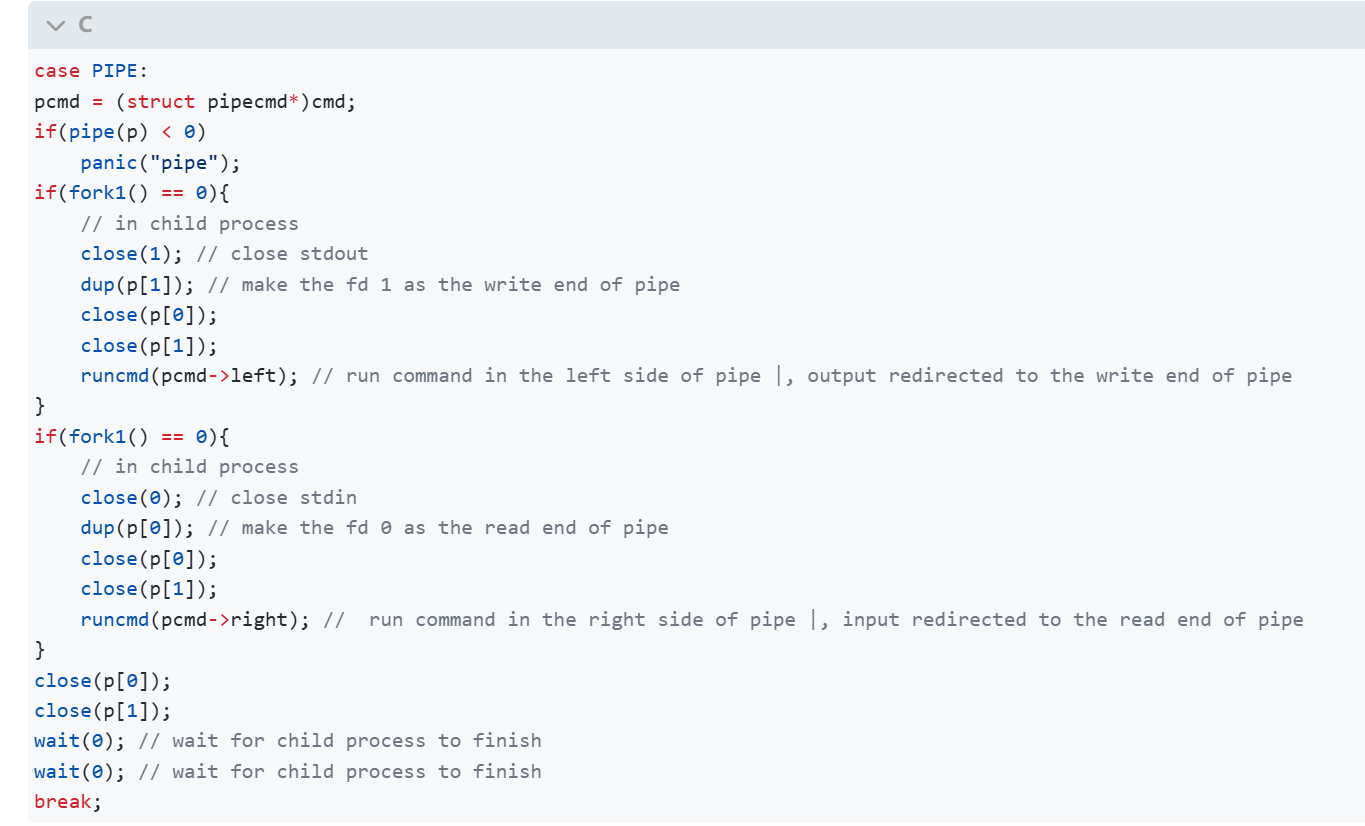 C
case PIPE:
pcmd = (struct pipecmd*)cmd;
if(pipe(p) < 0)
    panic("pipe");
if(fork1() == 0){
    // in child process
    close(1); // close stdout
    dup(p[1]); // make the fd 1 as the write end of pipe
    close(p[0]);
    close(p[1]);
    runcmd(pcmd->left); // run command in the left side of pipe |, output redirected to the write end of pipe
}
if(fork1() == 0){
    // in child process
    close(0); // close stdin
    dup(p[0]); // make the fd 0 as the read end of pipe
    close(p[0]);
    close(p[1]);
    runcmd(pcmd->right); //  run command in the right side of pipe |, input redirected to the read end of pipe
}
close(p[0]);
close(p[1]);
wait(0); // wait for child process to finish
wait(0); // wait for child process to finish
break;